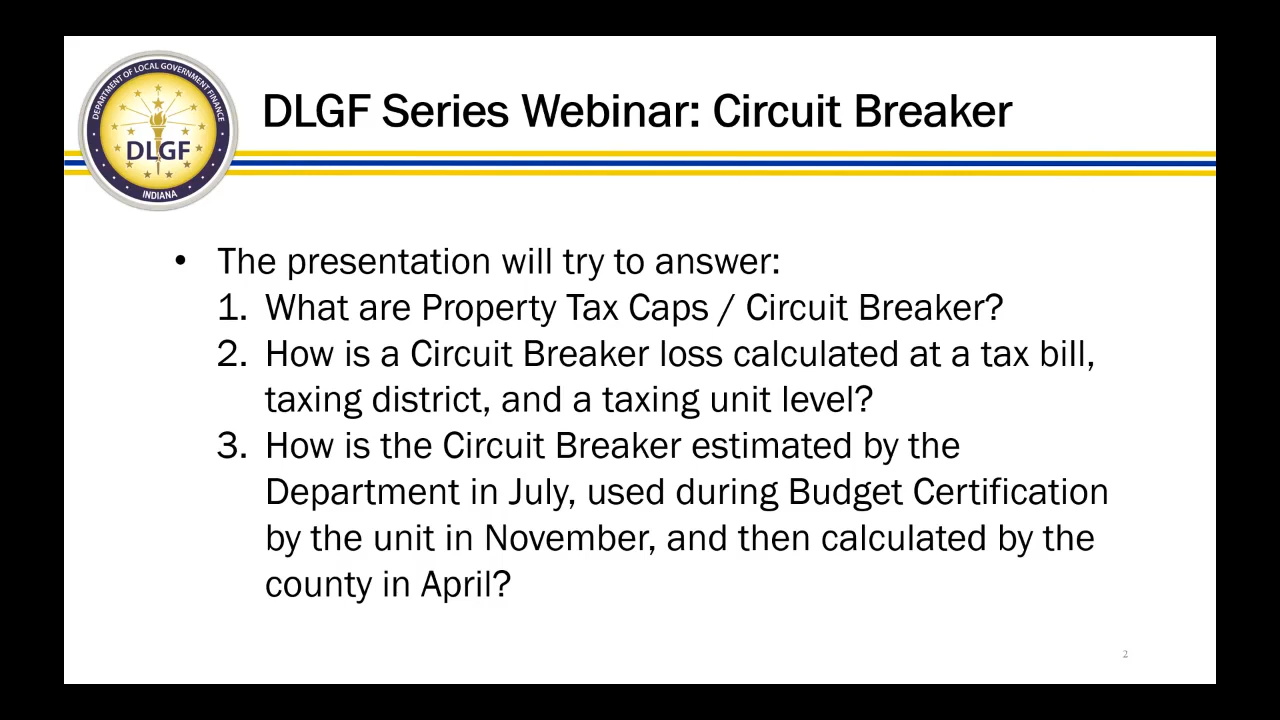 DEPARTMENT OF LOCAL GOVERNMENT FINANCE
DLGF
INDIANA
DLGF Series Webinar: Circuit Breaker
• The presentation will try to answer:
1. What are Property Tax Caps / Circuit Breaker?
2. How is a Circuit Breaker loss calculated at a tax bill,
taxing district, and a taxing unit level?
3. How is the Circuit Breaker estimated by the
Department in July, used during Budget Certification
by the unit in November, and then calculated by the
county in April?
2